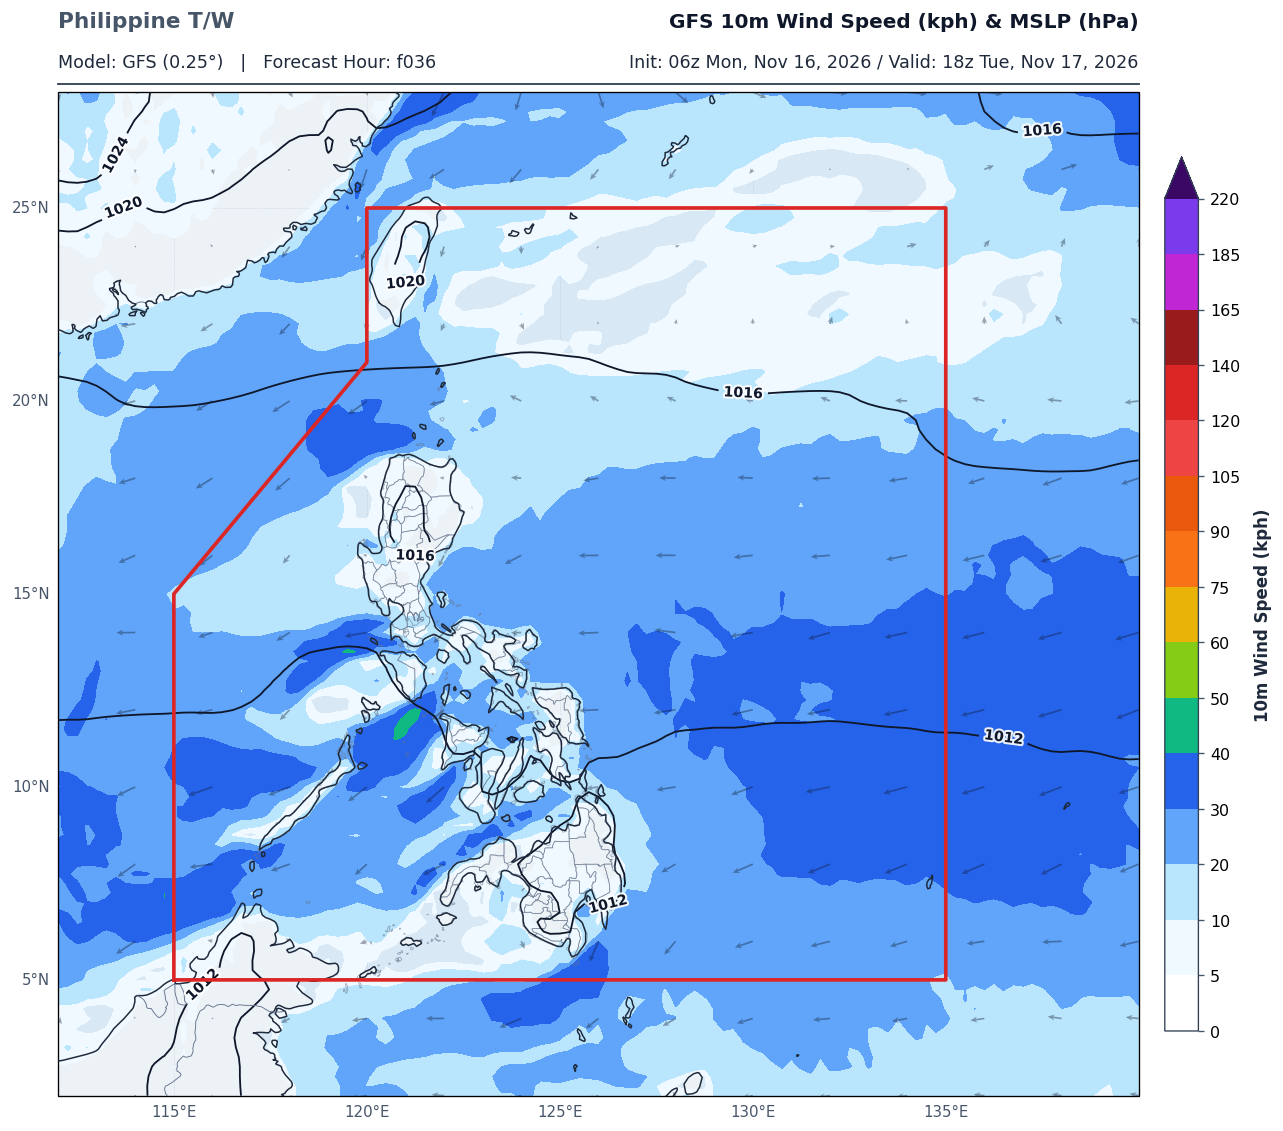 Philippine T/W
GFS 10m Wind Speed (kph) & MSLP (hPa)
Model: GFS (0.25°)   |   Forecast Hour: f036
Init: 06z Mon, Nov 16, 2026 / Valid: 18z Tue, Nov 17, 2026
1024
1020
1016
1020
1016
1016
1012
1012
1012
25°N
20°N
15°N
10°N
5°N
115°E
120°E
125°E
130°E
135°E
220
185
165
140
120
105
90
75
60
50
40
30
20
10
5
0
10m Wind Speed (kph)